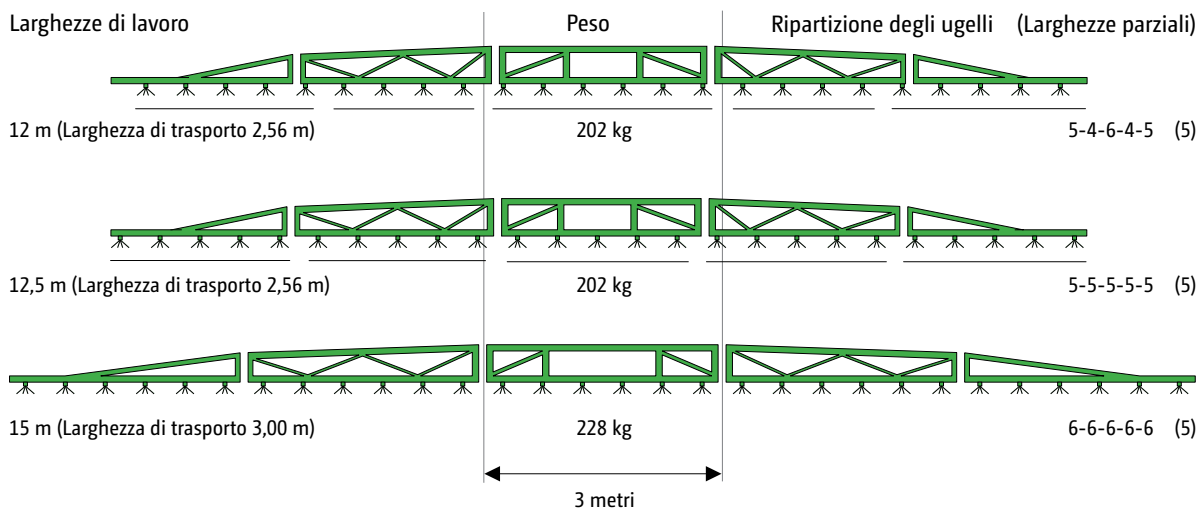 Larghezze di lavoro Peso Ripartizione degli ugelli (Larghezze parziali)
12 m (Larghezza di trasporto 2,56 m) 202 kg 5-4-6-4-5 (5)
12,5 m (Larghezza di trasporto 2,56 m) 202 kg 5-5-5-5-5 (5)
15 m (Larghezza di trasporto 3,00 m) 228 kg 6-6-6-6-6 (5)
3 metri